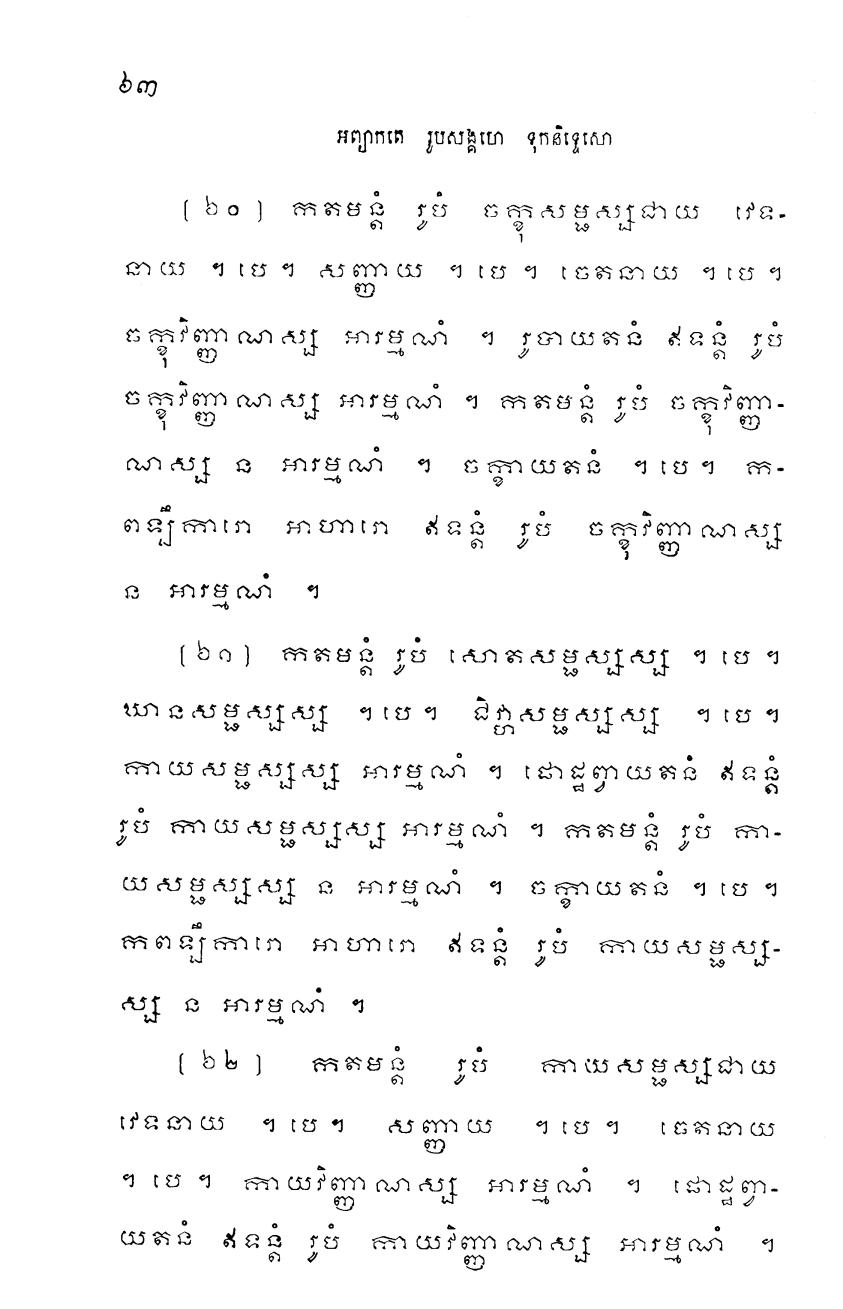 ៦៣
អព្យាកតេ រូបសង្គហេ ទុកនិទ្ទេសោ
(៦០) កតមន្តំ រូបំ ចក្ខុសម្ផស្សជាយ វេទ-
នាយ ។ បេ ។ សញ្ញាយ ។ បេ ។ ចេតនាយ ។ បេ ។
ចក្ខុវិញ្ញាណស្ស អារម្មណំ ។ រូបាយតនំ ឥទន្តំ រូបំ
ចក្ខុវិញ្ញាណស្ស អារម្មណំ ។ កតមន្តំ រូបំ ចក្ខុវិញ្ញា-
ណស្ស ន អារម្មណំ ។ ចក្ខាយតនំ ។ បេ ។ ក-
ពឡឹការោ អាហារោ ឥទន្តំ រូបំ ចក្ខុវិញ្ញាណស្ស
ន អារម្មណំ ។
(៦១) កតមន្តំ រូបំ សោតសម្ផស្សស្ស ។ បេ ។
ឃានសម្ផស្សស្ស ។ បេ ។ ជិវ្ហាសម្ផស្សស្ស ។ បេ ។
កាយសម្ផស្សស្ស អារម្មណំ ។ ផោដ្ឋព្វាយតនំ ឥទន្តំ
រូបំ កាយសម្ផស្សស្ស អារម្មណំ ។ កតមន្តំ រូបំ កា-
យសម្ផស្សស្ស ន អារម្មណំ ។ ចក្ខាយតនំ ។ បេ ។
កពឡឹការោ អាហារោ ឥទន្តំ រូបំ កាយសម្ផស្ស-
ស្ស ន អារម្មណំ ។
(៦២) កតមន្តំ រូបំ កាយសម្ផស្សជាយ
វេទនាយ ។ បេ ។ សញ្ញាយ ។ បេ ។ ចេតនាយ
។ បេ ។ កាយវិញ្ញាណស្ស អារម្មណំ ។ ផោដ្ឋព្វា-
យតនំ ឥទន្តំ រូបំ កាយវិញ្ញាណស្ស អារម្មណំ ។